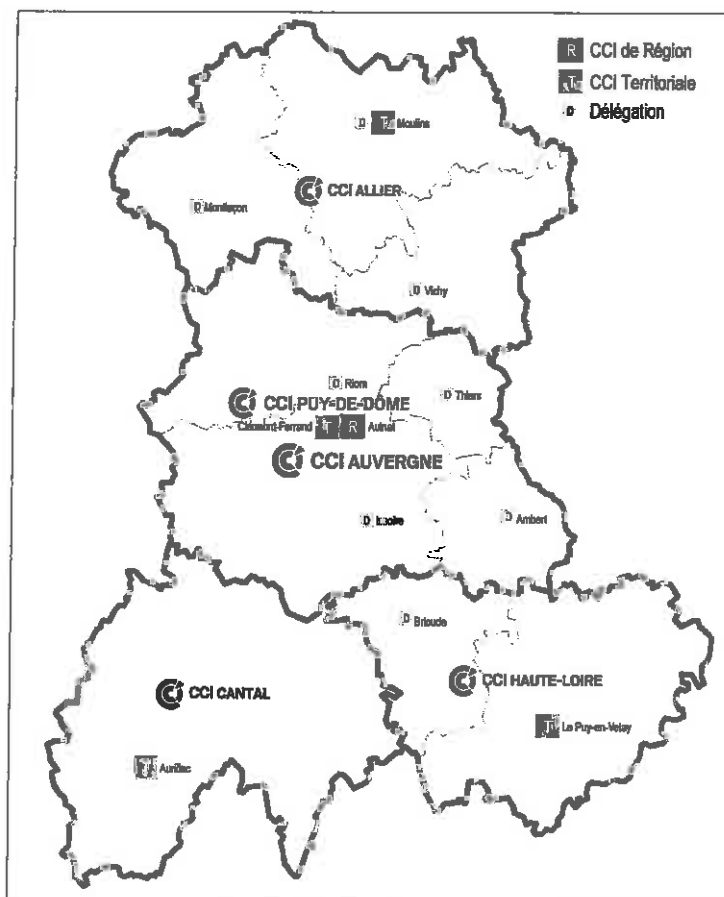 R CCI de Région
T CCI Territoriale
D Délégation
D T Moulins
CCI ALLIER
D Montluçon
D Vichy
D Riom
D Thiers
CCI PUY-DE-DÔME
Clermont-Ferrand T R Aulnat
CCI AUVERGNE
D Issoire
D Ambert
D Brioude
CCI HAUTE-LOIRE
CCI CANTAL
T Le Puy-en-Velay
T Aurillac